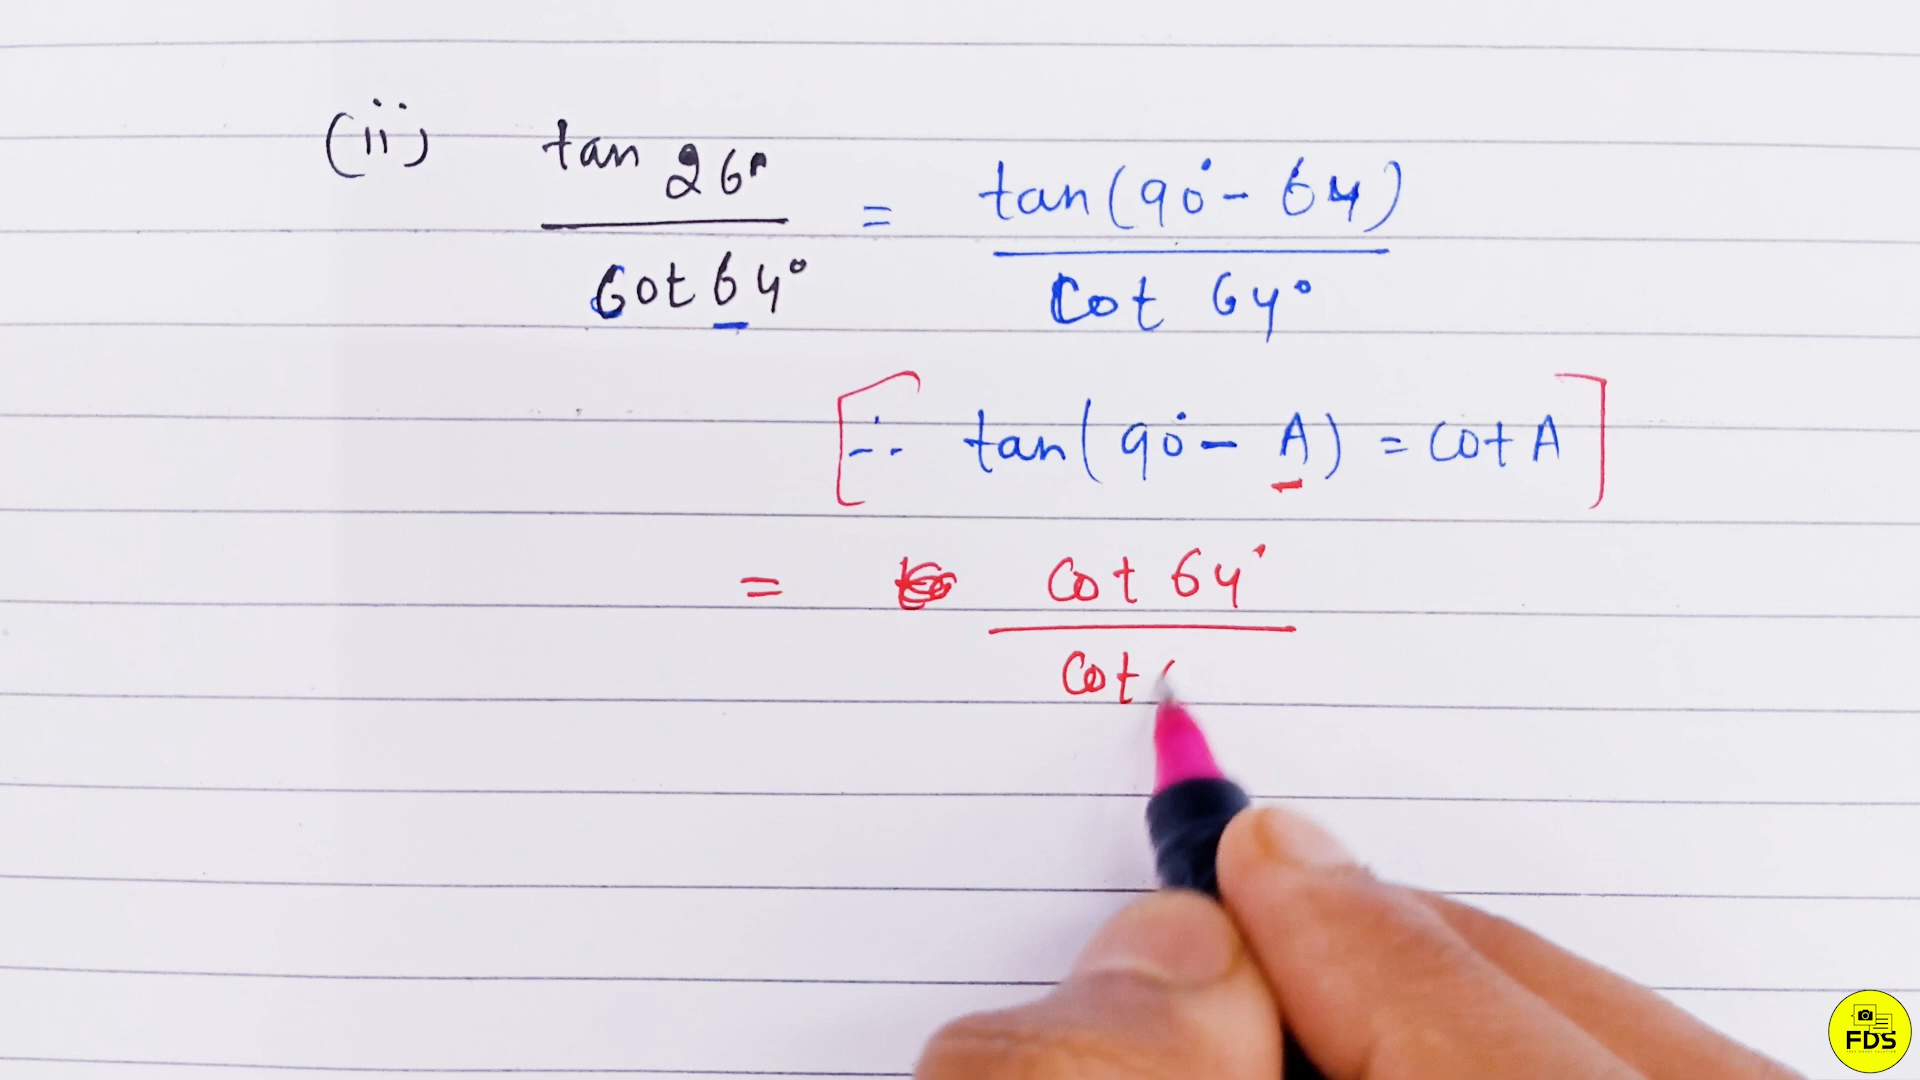 (ii) tan 26° / cot 64° = tan(90° - 64) / cot 64°
[∵ tan(90° - A) = cot A]
= cot 64° / cot
FDS